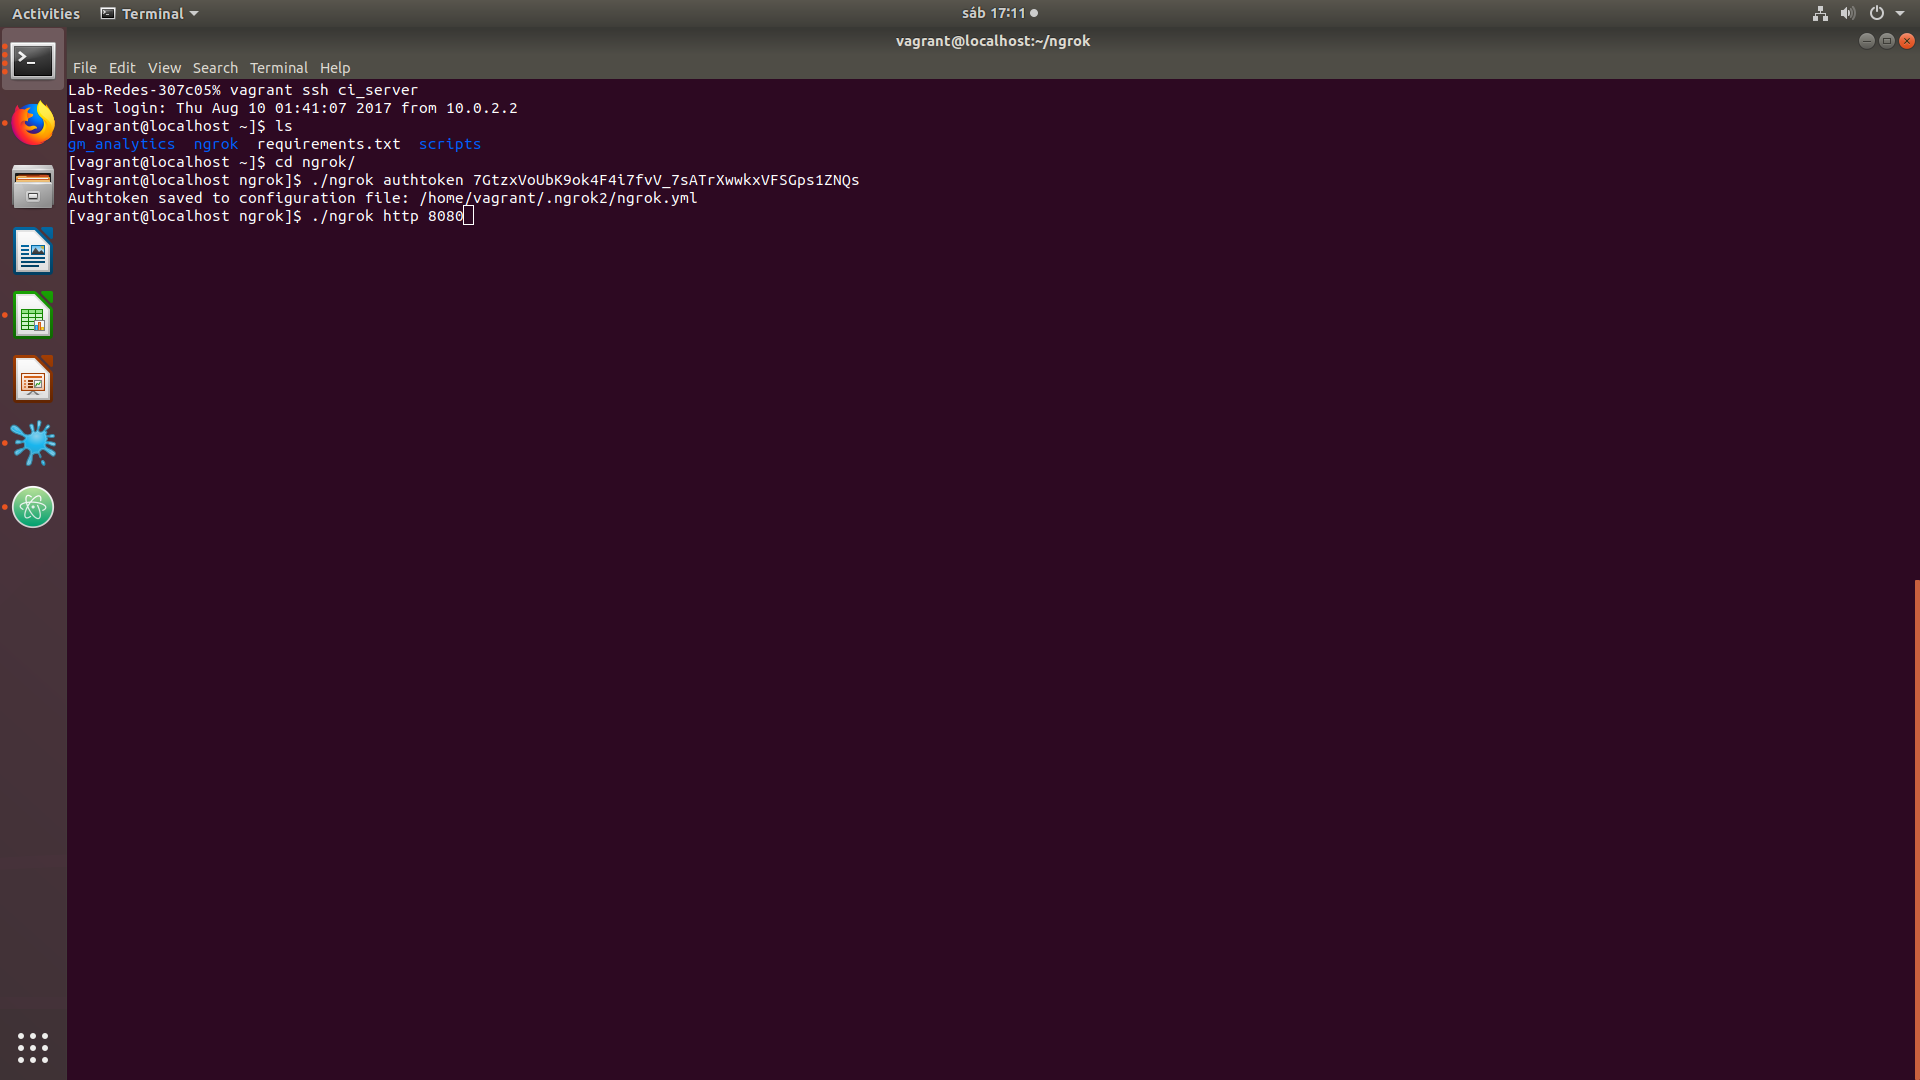 Activities Terminal sáb 17:11
vagrant@localhost:~/ngrok
File Edit View Search Terminal Help
Lab-Redes-307c05% vagrant ssh ci_server
Last login: Thu Aug 10 01:41:07 2017 from 10.0.2.2
[vagrant@localhost ~]$ ls
gm_analytics ngrok requirements.txt scripts
[vagrant@localhost ~]$ cd ngrok/
[vagrant@localhost ngrok]$ ./ngrok authtoken 7GtzxVoUbK9ok4F4i7fvV_7sATrXwwkxVFSGps1ZNQs
Authtoken saved to configuration file: /home/vagrant/.ngrok2/ngrok.yml
[vagrant@localhost ngrok]$ ./ngrok http 8080